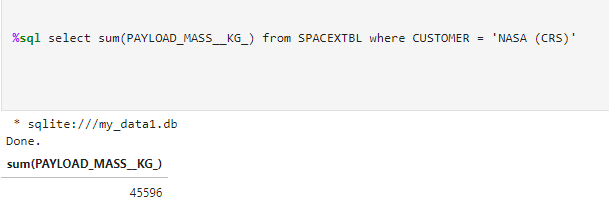 %sql select sum(PAYLOAD_MASS__KG_) from SPACEXTBL where CUSTOMER = 'NASA (CRS)'
* sqlite:///my_data1.db
Done.
sum(PAYLOAD_MASS__KG_)
45596